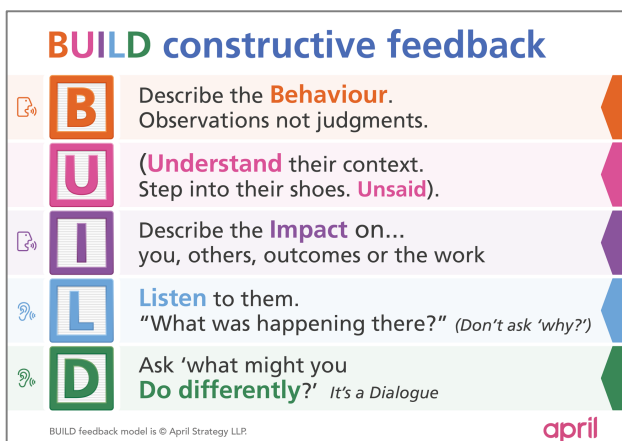 BUILD constructive feedback
B
Describe the Behaviour.
Observations not judgments.
U
(Understand their context.
Step into their shoes. Unsaid).
I
Describe the Impact on...
you, others, outcomes or the work
L
Listen to them.
“What was happening there?” (Don’t ask ‘why?’)
D
Ask ‘what might you
Do differently?’ It’s a Dialogue
BUILD feedback model is © April Strategy LLP.
april